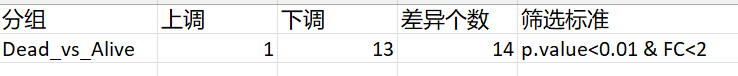 分组 上调 下调 差异个数 筛选标准
Dead_vs_Alive 1 13 14 p.value<0.01 & FC<2